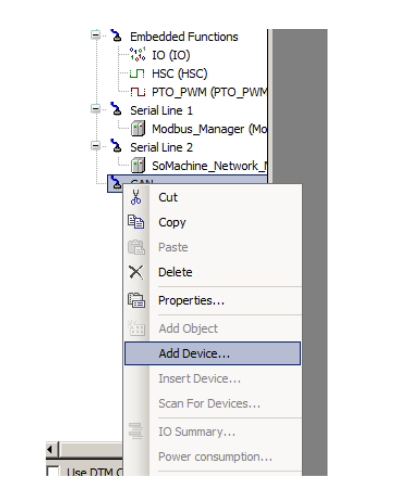 Embedded Functions
IO (IO)
HSC (HSC)
PTO_PWM (PTO_PWM
Serial Line 1
Modbus_Manager (Mo
Serial Line 2
SoMachine_Network_
CAN
Cut
Copy
Paste
Delete
Properties...
Add Object
Add Device...
Insert Device...
Scan For Devices...
IO Summary...
Power consumption...
Use DTM